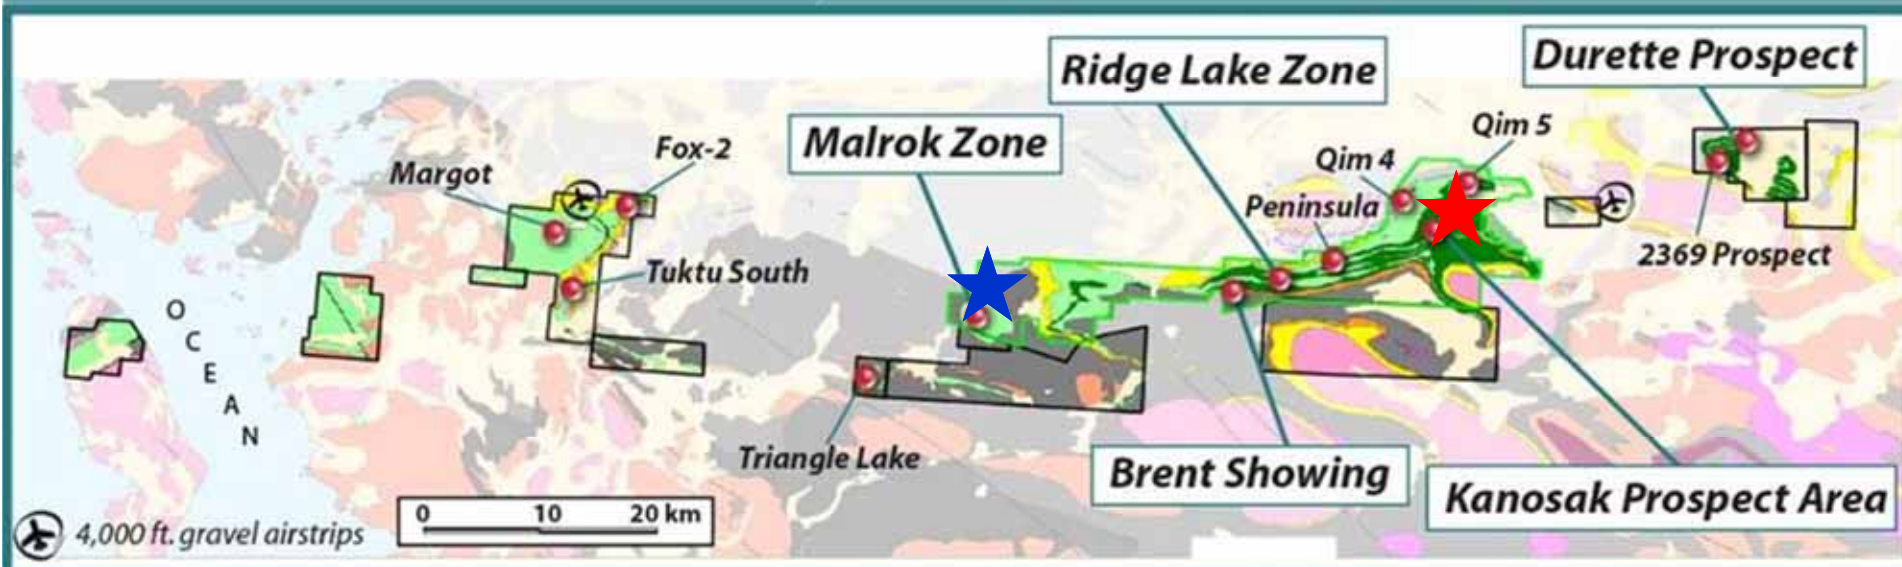 Durette Prospect
Ridge Lake Zone
Malrok Zone
Qim 5
Fox-2
Qim 4
Margot
Peninsula
2369 Prospect
Tuktu South
OCEAN
Triangle Lake
Brent Showing
Kanosak Prospect Area
0 10 20 km
4,000 ft. gravel airstrips